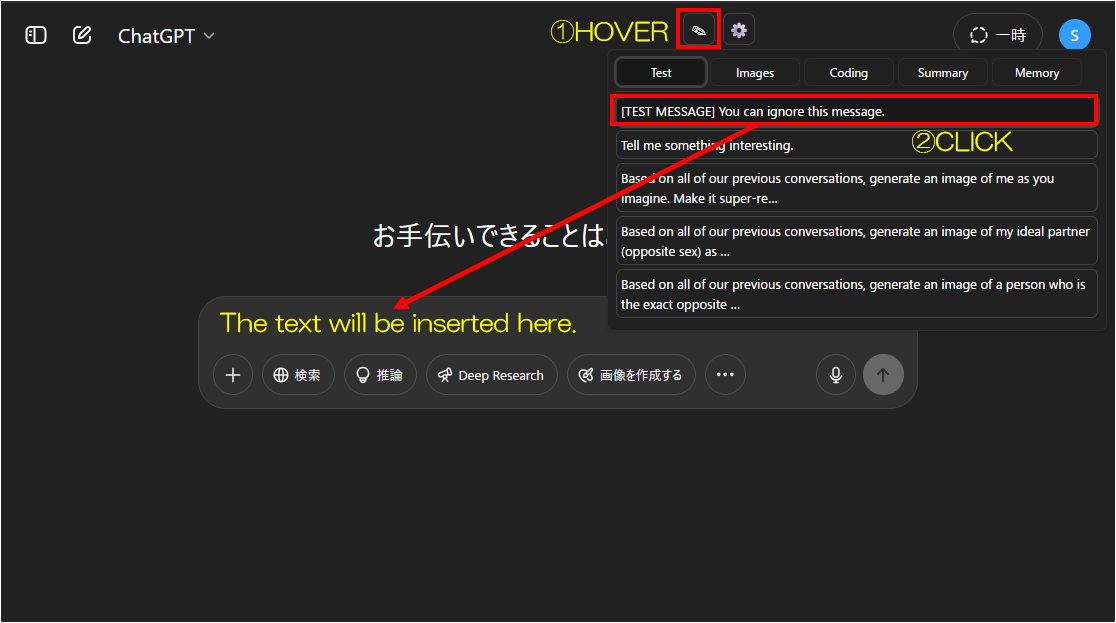 ChatGPT
①HOVER
一時
S
Test
Images
Coding
Summary
Memory
[TEST MESSAGE] You can ignore this message.
Tell me something interesting.
②CLICK
Based on all of our previous conversations, generate an image of me as you
imagine. Make it super-re...
Based on all of our previous conversations, generate an image of my ideal partner
(opposite sex) as ...
Based on all of our previous conversations, generate an image of a person who is
the exact opposite ...
お手伝いできることは
The text will be inserted here.
検索
推論
Deep Research
画像を作成する